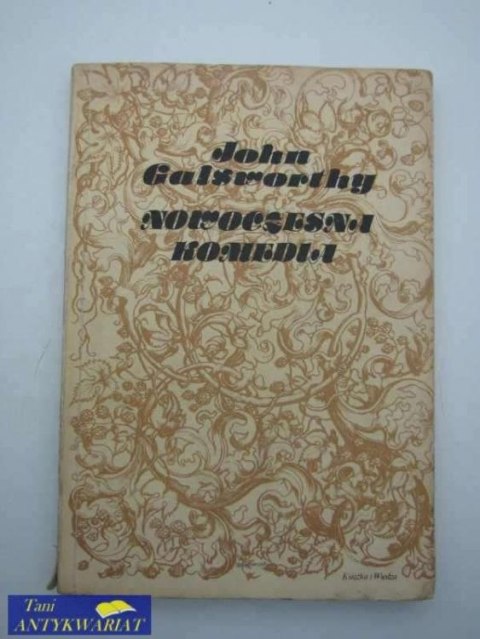 John
Galsworthy
NOWOCZESNA
KOMEDIA
Książka i Wiedza
Tani
ANTYKWARIAT